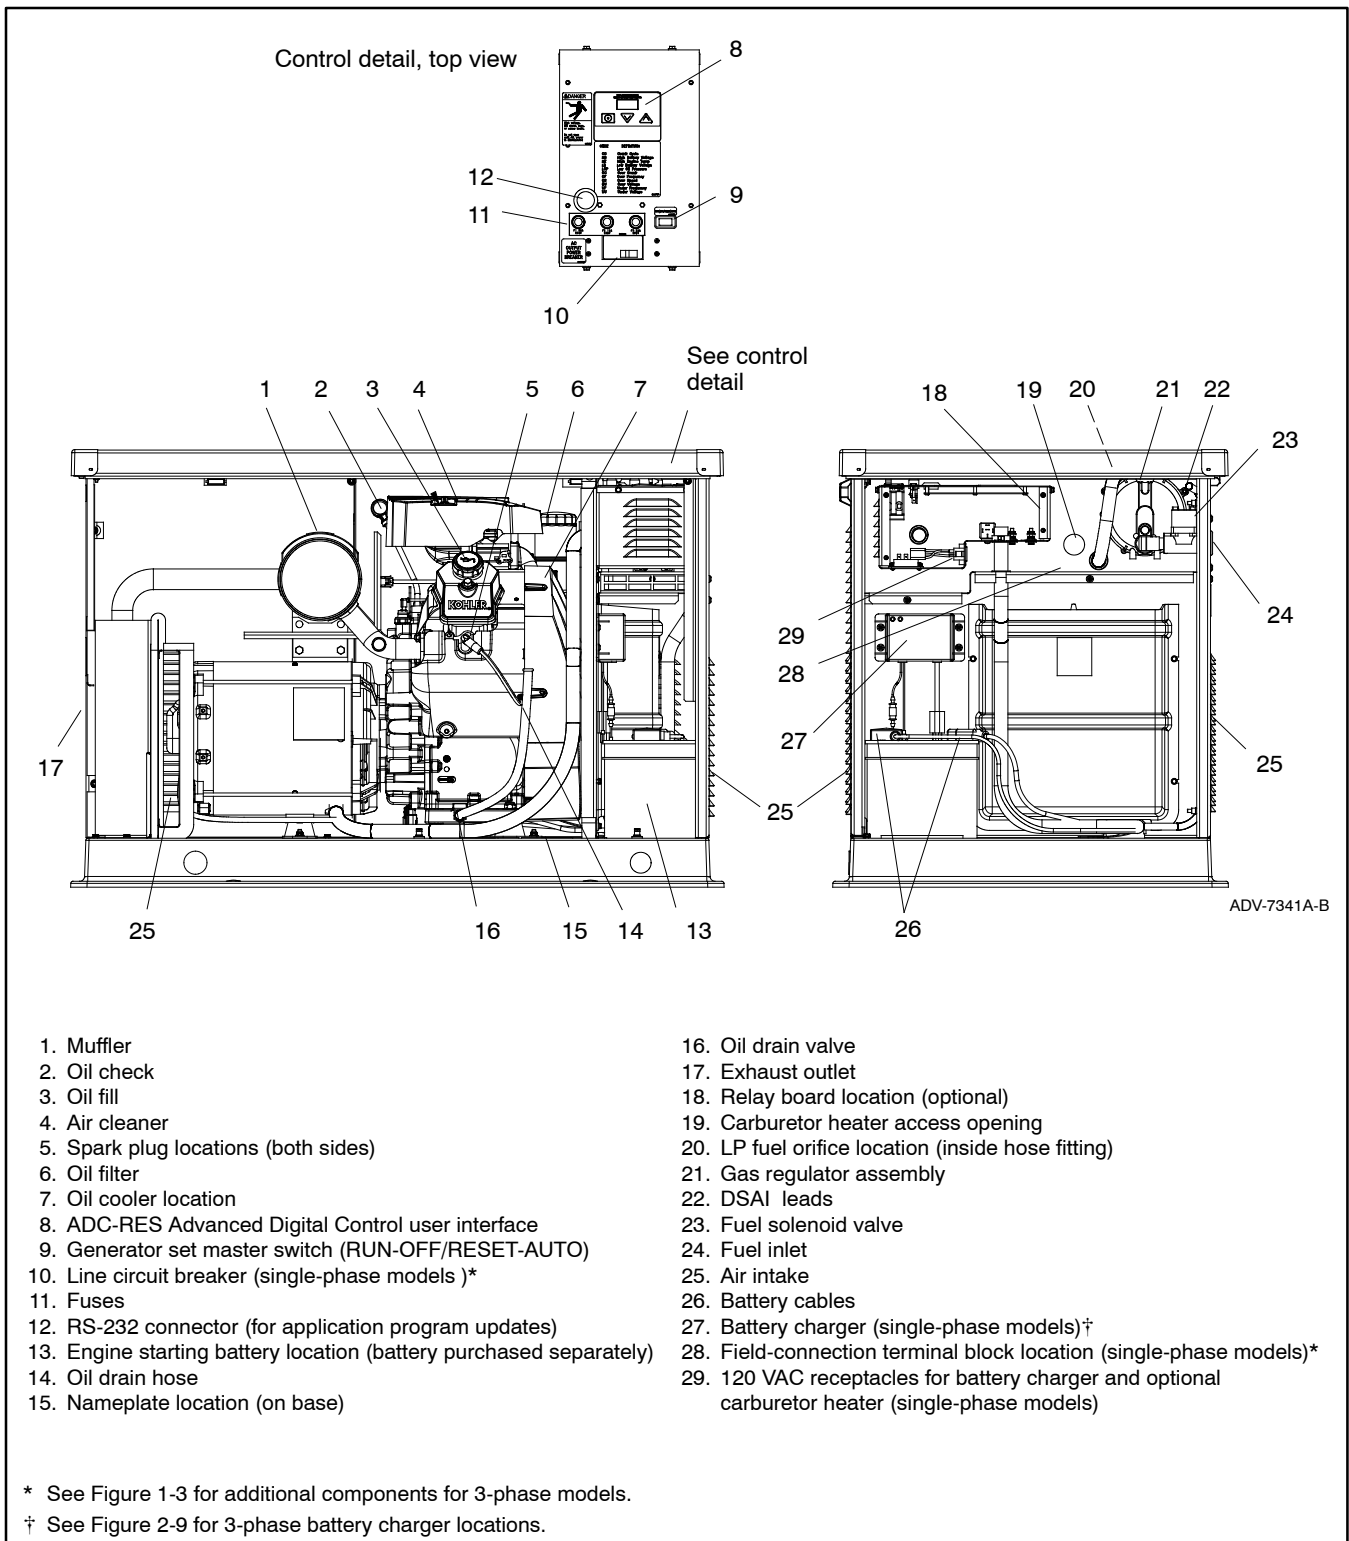 Control detail, top view
8
DANGER
CODE DEFINITION
12
11
9
AC
OUTPUT
POWER
BREAKER
10
See control
detail
1 2 3 4 5 6 7
18 19 20 21 22
23
KOHLER
24
29
28
17
27
25
25
25
16
15
14
13
26
ADV-7341A-B
1. Muffler
2. Oil check
3. Oil fill
4. Air cleaner
5. Spark plug locations (both sides)
6. Oil filter
7. Oil cooler location
8. ADC-RES Advanced Digital Control user interface
9. Generator set master switch (RUN-OFF/RESET-AUTO)
10. Line circuit breaker (single-phase models )*
11. Fuses
12. RS-232 connector (for application program updates)
13. Engine starting battery location (battery purchased separately)
14. Oil drain hose
15. Nameplate location (on base)
16. Oil drain valve
17. Exhaust outlet
18. Relay board location (optional)
19. Carburetor heater access opening
20. LP fuel orifice location (inside hose fitting)
21. Gas regulator assembly
22. DSAI leads
23. Fuel solenoid valve
24. Fuel inlet
25. Air intake
26. Battery cables
27. Battery charger (single-phase models)†
28. Field-connection terminal block location (single-phase models)*
29. 120 VAC receptacles for battery charger and optional
carburetor heater (single-phase models)
* See Figure 1-3 for additional components for 3-phase models.
† See Figure 2-9 for 3-phase battery charger locations.